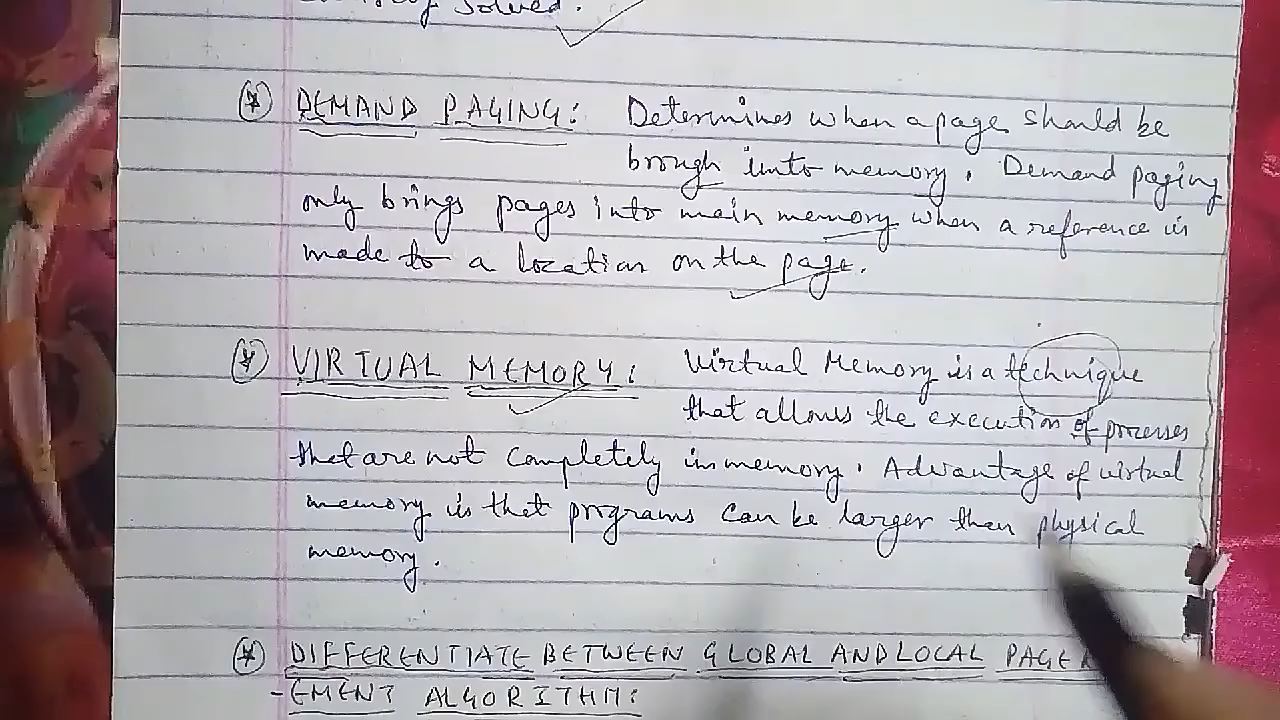 solved.
* DEMAND PAGING: Determines when a page should be
brough into memory. Demand paging
only brings pages into main memory when a reference is
made to a location on the page.
* VIRTUAL MEMORY: Virtual Memory is a technique
that allows the execution of processes
that are not completely in memory. Advantage of virtual
memory is that programs can be larger than physical
memory.
* DIFFERENTIATE BETWEEN GLOBAL AND LOCAL PAGE
-EMENT ALGORITHM: